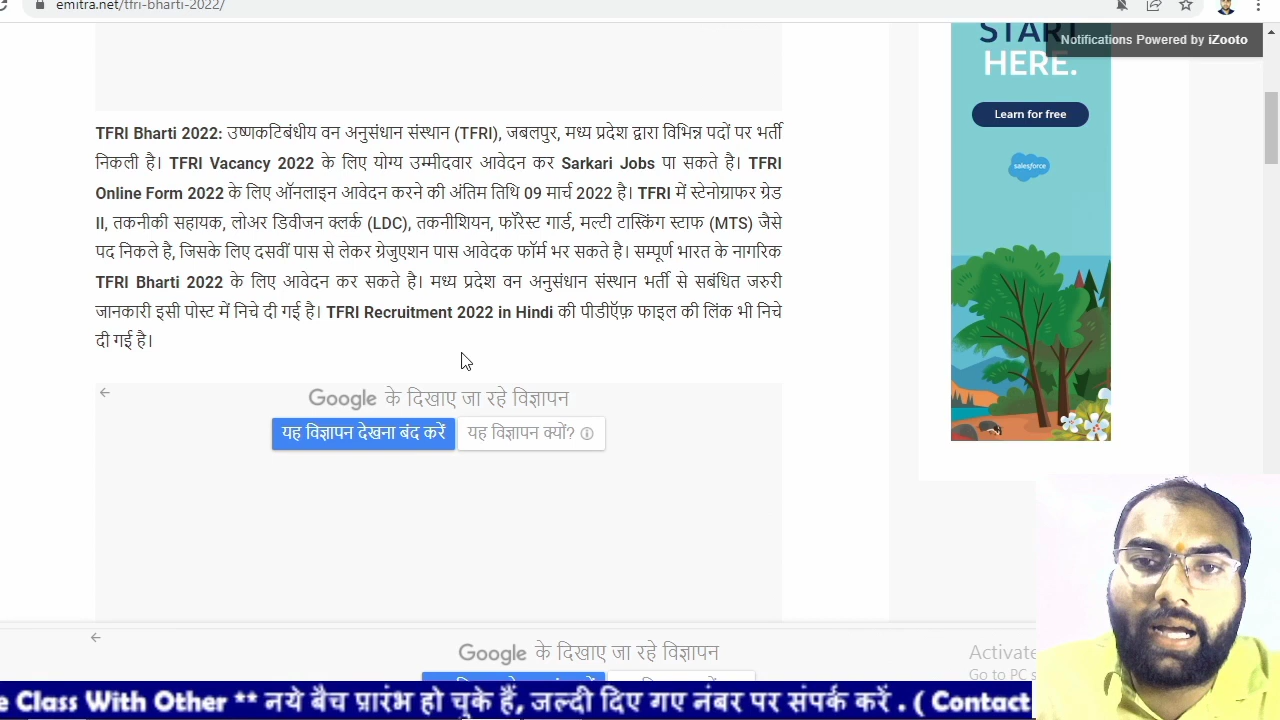 emitra.net/tfri-bharti-2022/
START
Notifications Powered by iZooto
HERE.
Learn for free
salesforce
TFRI Bharti 2022: उष्णकटिबंधीय वन अनुसंधान संस्थान (TFRI), जबलपुर, मध्य प्रदेश द्वारा विभिन्न पदों पर भर्ती
निकली है। TFRI Vacancy 2022 के लिए योग्य उम्मीदवार आवेदन कर Sarkari Jobs पा सकते है। TFRI
Online Form 2022 के लिए ऑनलाइन आवेदन करने की अंतिम तिथि 09 मार्च 2022 है। TFRI में स्टेनोग्राफर ग्रेड
II, तकनीकी सहायक, लोअर डिवीजन क्लर्क (LDC), तकनीशियन, फॉरेस्ट गार्ड, मल्टी टास्किंग स्टाफ (MTS) जैसे
पद निकले है, जिसके लिए दसवीं पास से लेकर ग्रेजुएशन पास आवेदक फॉर्म भर सकते है। सम्पूर्ण भारत के नागरिक
TFRI Bharti 2022 के लिए आवेदन कर सकते है। मध्य प्रदेश वन अनुसंधान संस्थान भर्ती से सबंधित जरुरी
जानकारी इसी पोस्ट में निचे दी गई है। TFRI Recruitment 2022 in Hindi की पीडीऍफ़ फाइल की लिंक भी निचे
दी गई है।
Google के दिखाए जा रहे विज्ञापन
यह विज्ञापन देखना बंद करें
यह विज्ञापन क्यों?
Google के दिखाए जा रहे विज्ञापन
Activate
Go to PC s
e Class With Other ** नये बैच प्रारंभ हो चुके हैं, जल्दी दिए गए नंबर पर संपर्क करें . ( Contact